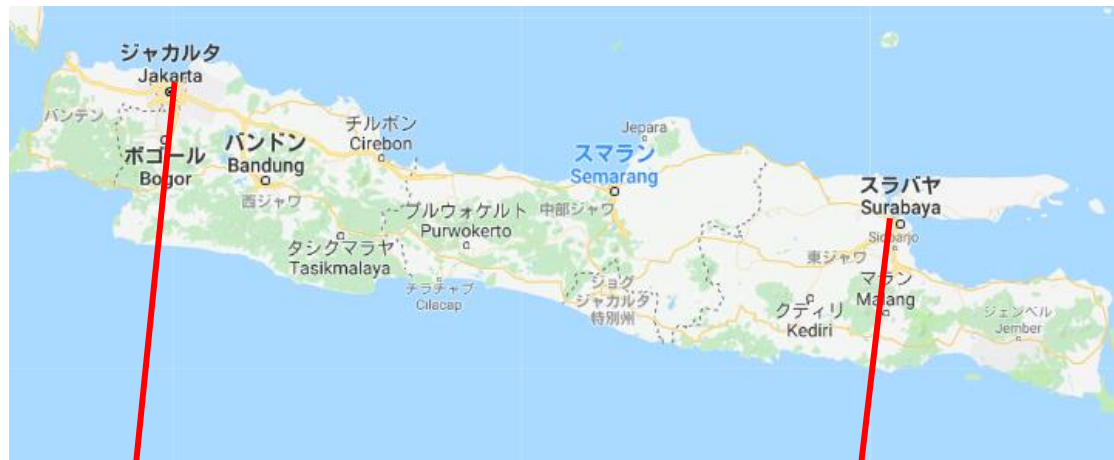 ジャカルタ
Jakarta
バンテン
ボゴール
Bogor
バンドン
Bandung
西ジャワ
チルボン
Cirebon
タシクマラヤ
Tasikmalaya
プルウォケルト
Purwokerto
チラチャプ
Cilacap
Jepara
スマラン
Semarang
中部ジャワ
ジョグ
ジャカルタ
特別州
スラバヤ
Surabaya
Sidoarjo
東ジャワ
マラン
Malang
クディリ
Kediri
ジェンベル
Jember